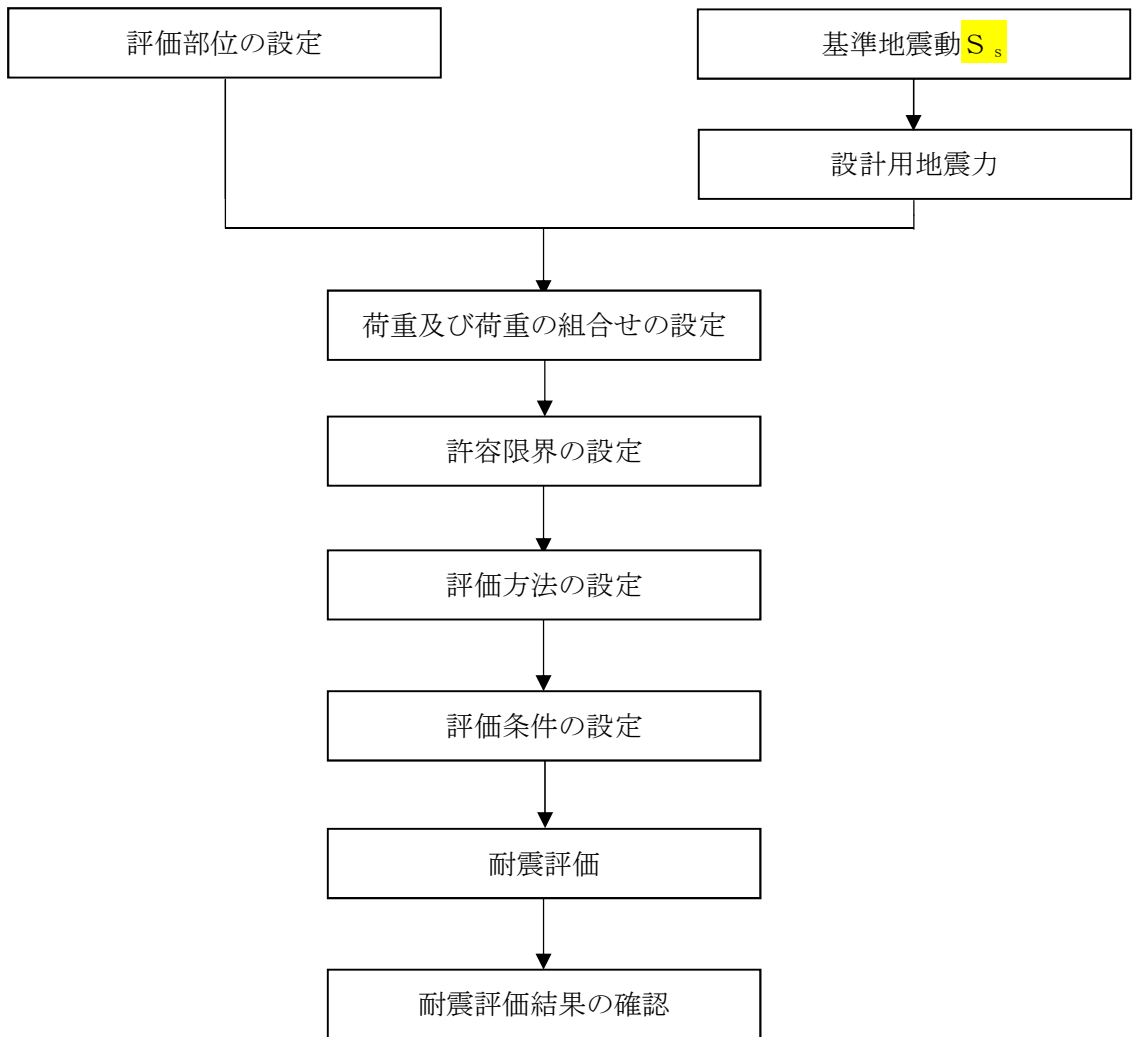 評価部位の設定
基準地震動Ｓｓ
設計用地震力
荷重及び荷重の組合せの設定
許容限界の設定
評価方法の設定
評価条件の設定
耐震評価
耐震評価結果の確認